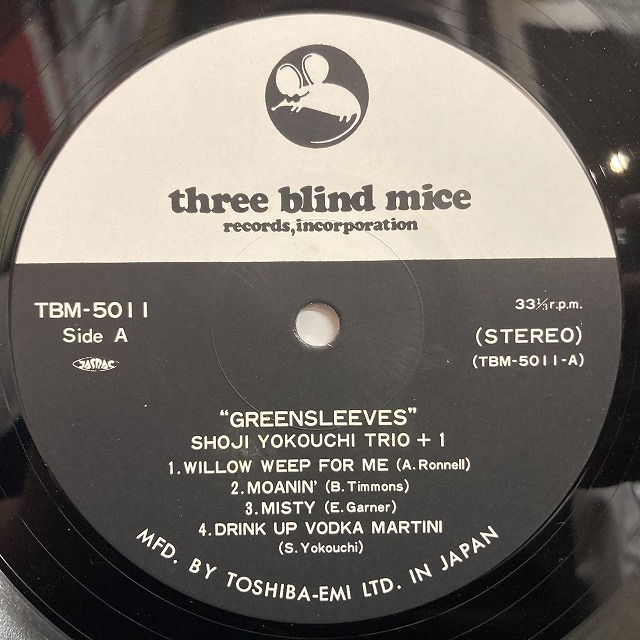 three blind mice
records,incorporation
TBM-5011
Side A
JASRAC
33⅓ r.p.m.
(STEREO)
(TBM-5011-A)
"GREENSLEEVES"
SHOJI YOKOUCHI TRIO + 1
1. WILLOW WEEP FOR ME (A. Ronnell)
2. MOANIN' (B. Timmons)
3. MISTY (E. Garner)
4. DRINK UP VODKA MARTINI
(S. Yokouchi)
MFD. BY TOSHIBA-EMI LTD. IN JAPAN